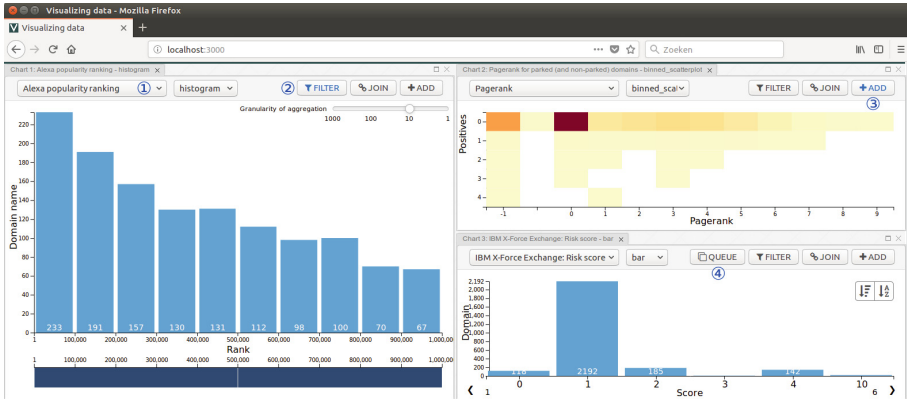 Visualizing data - Mozilla Firefox
Visualizing data × +
localhost:3000
Zoeken
Chart 1: Alexa popularity ranking - histogram x
Alexa popularity ranking ① histogram ② FILTER JOIN +ADD
Granularity of aggregation
1000 100 10 1
Domain name
220
200
180
160
140
120
100
80
60
40
20
0
233 191 157 130 131 112 98 100 70 67
1 100,000 200,000 300,000 400,000 500,000 600,000 700,000 800,000 900,000 1,000,00
Rank
1 100,000 200,000 300,000 400,000 500,000 600,000 700,000 800,000 900,000 1,000,00
Chart 2: Pagerank for parked (and non-parked) domains - binned_scatterplot x
Pagerank binned_scat FILTER JOIN +ADD
③
Positives
0
1
2
3
4
-1 0 1 2 3 4 5 6 7 8 9
Pagerank
Chart 3: IBM X-Force Exchange: Risk score - bar x
IBM X-Force Exchange: Risk score bar QUEUE FILTER JOIN +ADD
④
Domain
2.192
2,000
1,800
1,600
1,400
1,200
1,000
800
600
400
200
0
118 2192 185 142
0 1 2 3 4 10
Score
1 6
A
Z